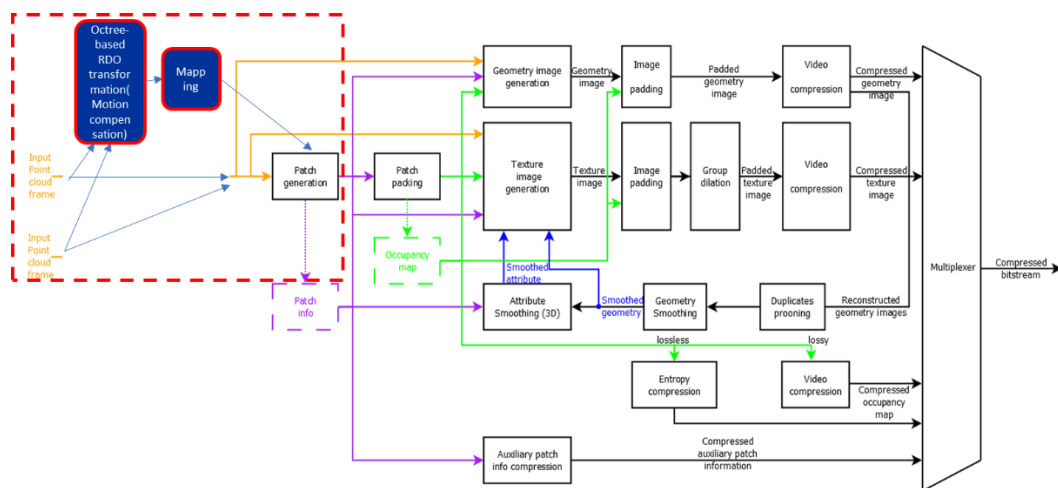 Octree-
based
RDO
transfor
mation(
Motion
compen
sation)
Mapp
ing
Input
Point
cloud
frame
Input
Point
cloud
frame
Patch
generation
Patch
packing
Patch
info
Occupancy
map
Geometry image
generation
Geometry
image
Image
padding
Padded
geometry
image
Video
compression
Compressed
geometry
image
Texture
image
generation
Texture
image
Image
padding
Group
dilation
Padded
texture
image
Video
compression
Compressed
texture
image
Smoothed
attribute
Attribute
Smoothing (3D)
Smoothed
geometry
Geometry
Smoothing
Duplicates
prooning
Reconstructed
geometry images
lossless
lossy
Entropy
compression
Video
compression
Compressed
occupancy
map
Auxiliary patch
info compression
Compressed
auxiliary patch
information
Multiplexer
Compressed
bitstream